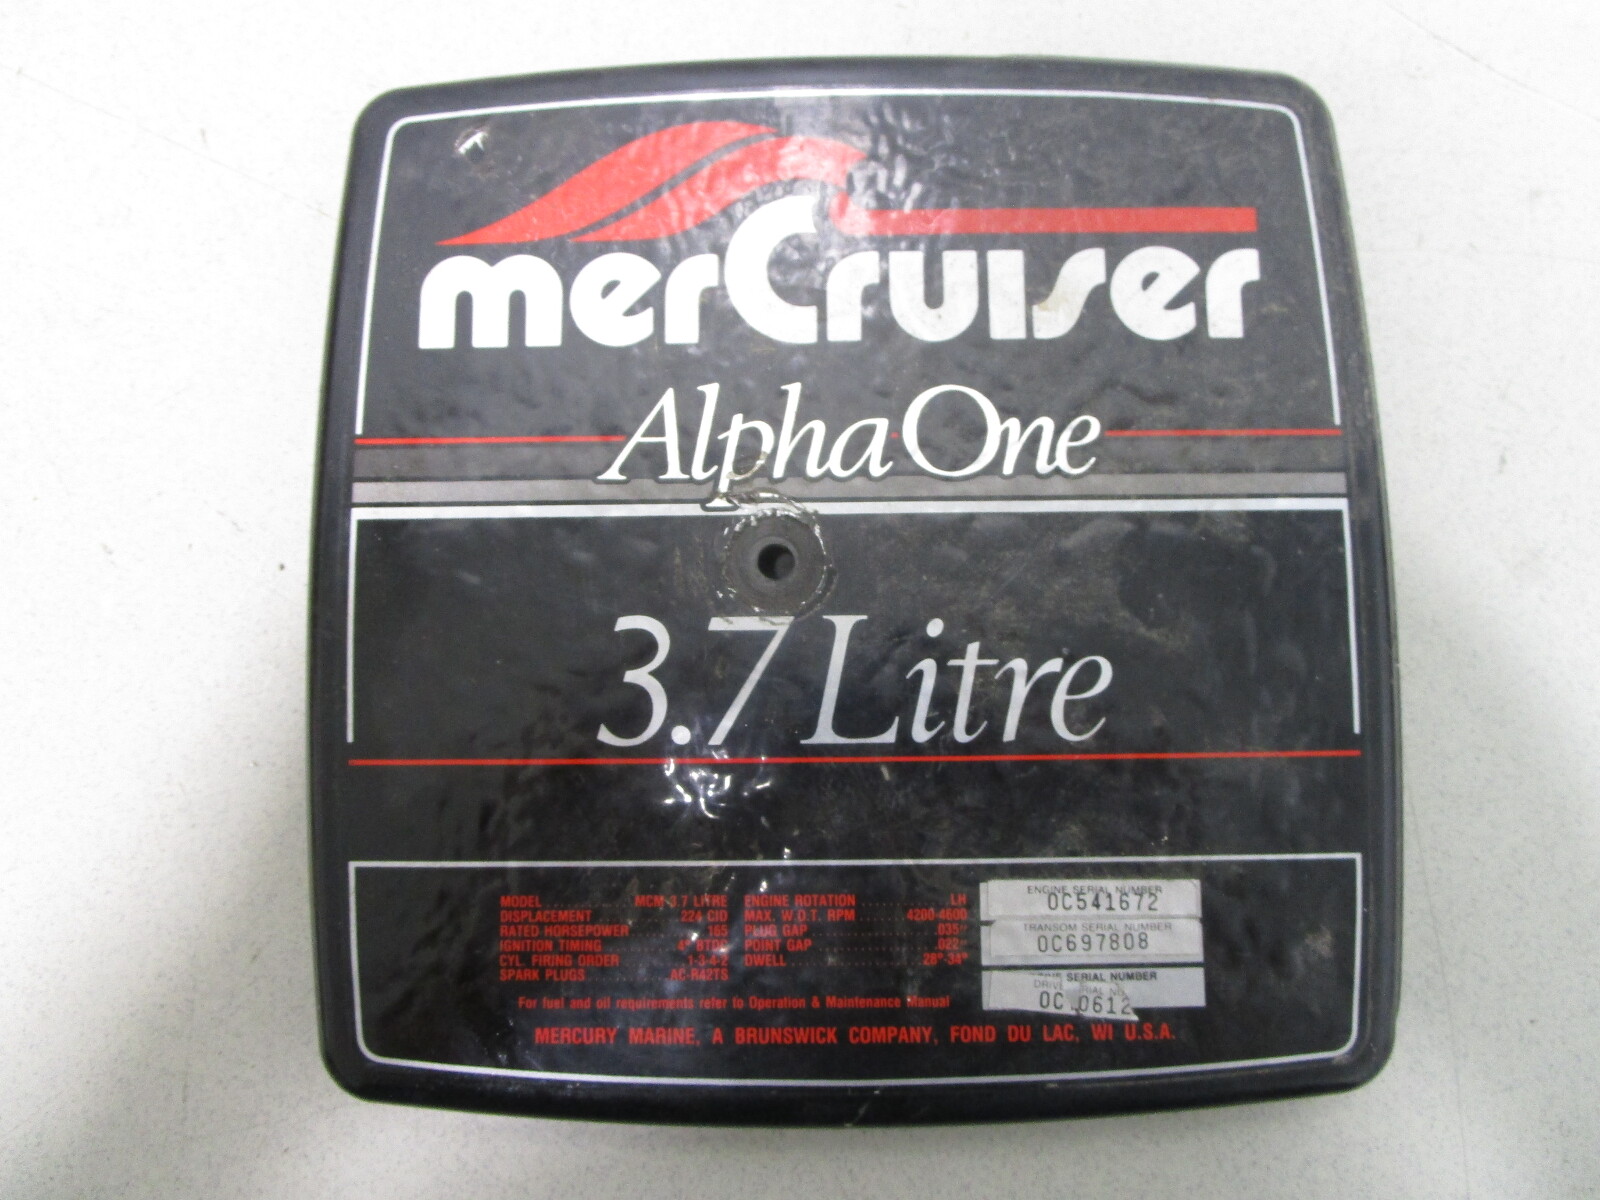 merCruiser
Alpha One
3.7 Litre
MODEL MCM 3.7 LITRE
DISPLACEMENT 224 CID
RATED HORSEPOWER 165
IGNITION TIMING 4° BTDC
CYL. FIRING ORDER 1-3-4-2
SPARK PLUGS AC-R42TS
ENGINE ROTATION LH
MAX. W.O.T. RPM 4200-4600
PLUG GAP .035"
POINT GAP .022"
DWELL 28°-34°
ENGINE SERIAL NUMBER
0C541672
TRANSOM SERIAL NUMBER
0C697808
SERIAL NUMBER
0C 0612
For fuel and oil requirements refer to Operation & Maintenance Manual
MERCURY MARINE, A BRUNSWICK COMPANY, FOND DU LAC, WI U.S.A.